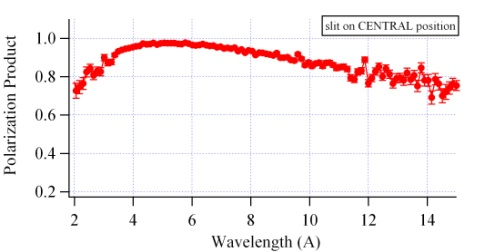 slit on CENTRAL position
1.0
0.8
0.6
0.4
0.2
Polarization Product
2 4 6 8 10 12 14
Wavelength (A)